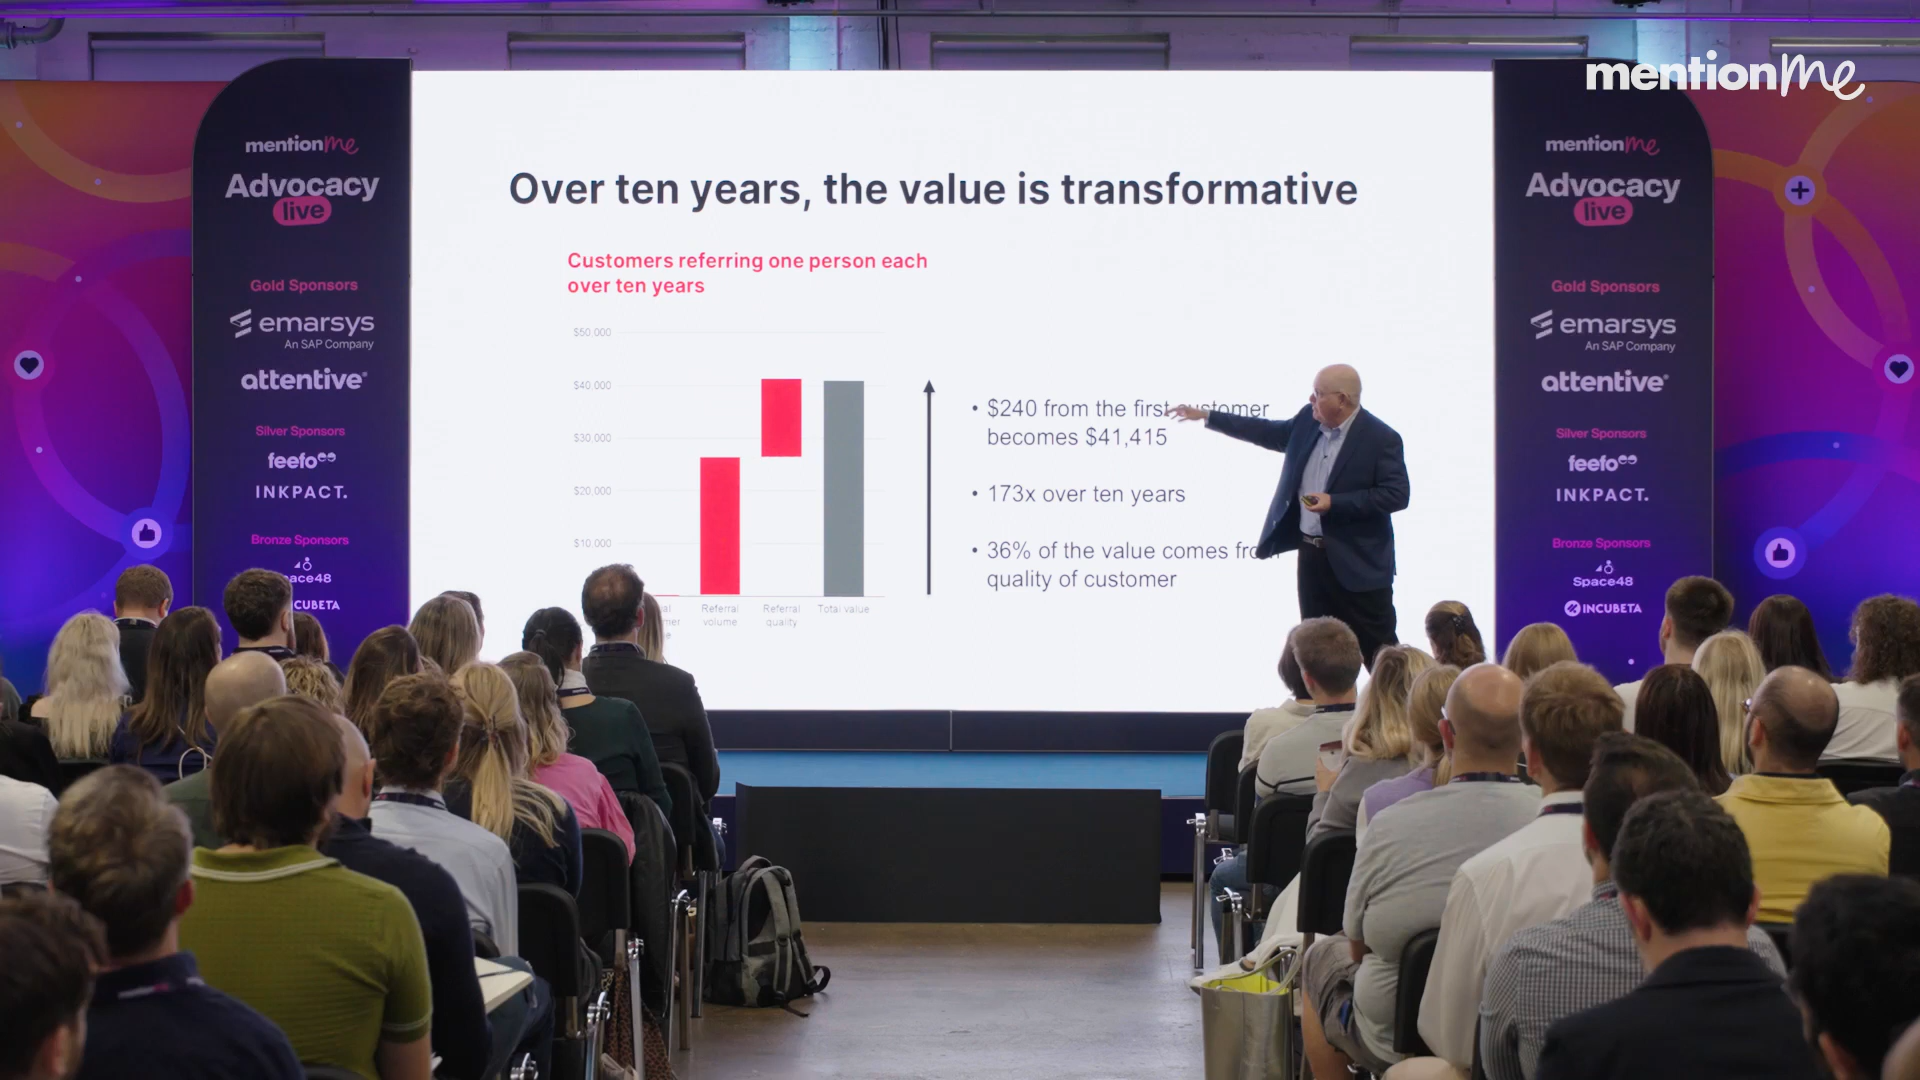 mentionme
mentionme
Advocacy
live
Gold Sponsors
emarsys
An SAP Company
attentive®
Silver Sponsors
feefo
INKPACT.
Bronze Sponsors
ace48
CUBETA
Over ten years, the value is transformative
Customers referring one person each
over ten years
$50,000
$40,000
$30,000
$20,000
$10,000
Referral
volume
Referral
quality
Total value
• $240 from the first customer
becomes $41,415
• 173x over ten years
• 36% of the value comes from
quality of customer
mentionme
Advocacy
live
Gold Sponsors
emarsys
An SAP Company
attentive®
Silver Sponsors
feefo
INKPACT.
Bronze Sponsors
Space48
INCUBETA